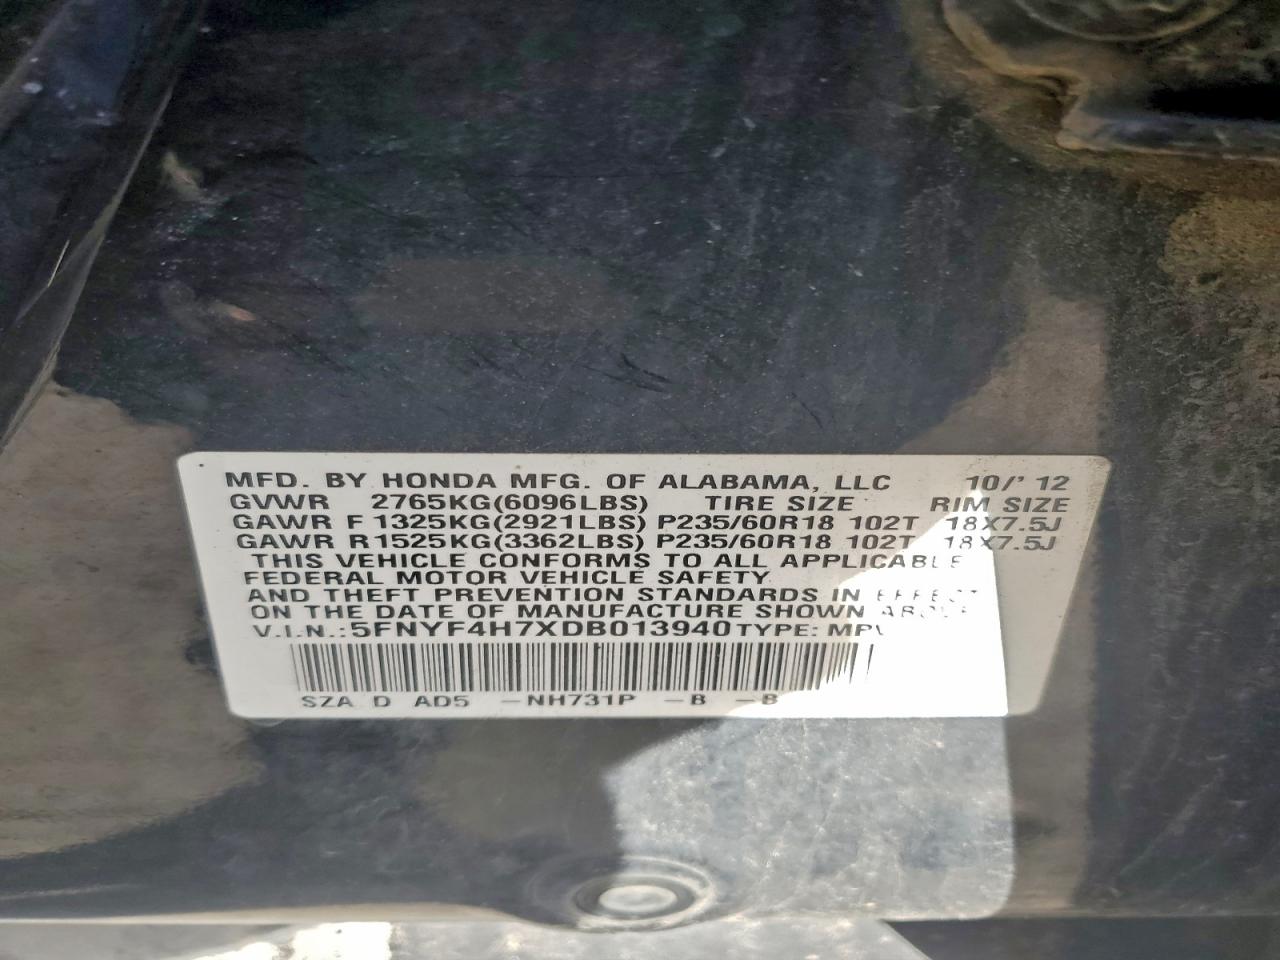 MFD. BY HONDA MFG. OF ALABAMA, LLC 10/'12
GVWR 2765KG(6096LBS) TIRE SIZE RIM SIZE
GAWR F 1325KG(2921LBS) P235/60R18 102T 18X7.5J
GAWR R 1525KG(3362LBS) P235/60R18 102T 18X7.5J
THIS VEHICLE CONFORMS TO ALL APPLICABLE
FEDERAL MOTOR VEHICLE SAFETY
AND THEFT PREVENTION STANDARDS IN EFFECT
ON THE DATE OF MANUFACTURE SHOWN ABOVE
V.I.N.:5FNYF4H7XDB013940 TYPE: MPV
SZA D AD5 -NH731P -B -B